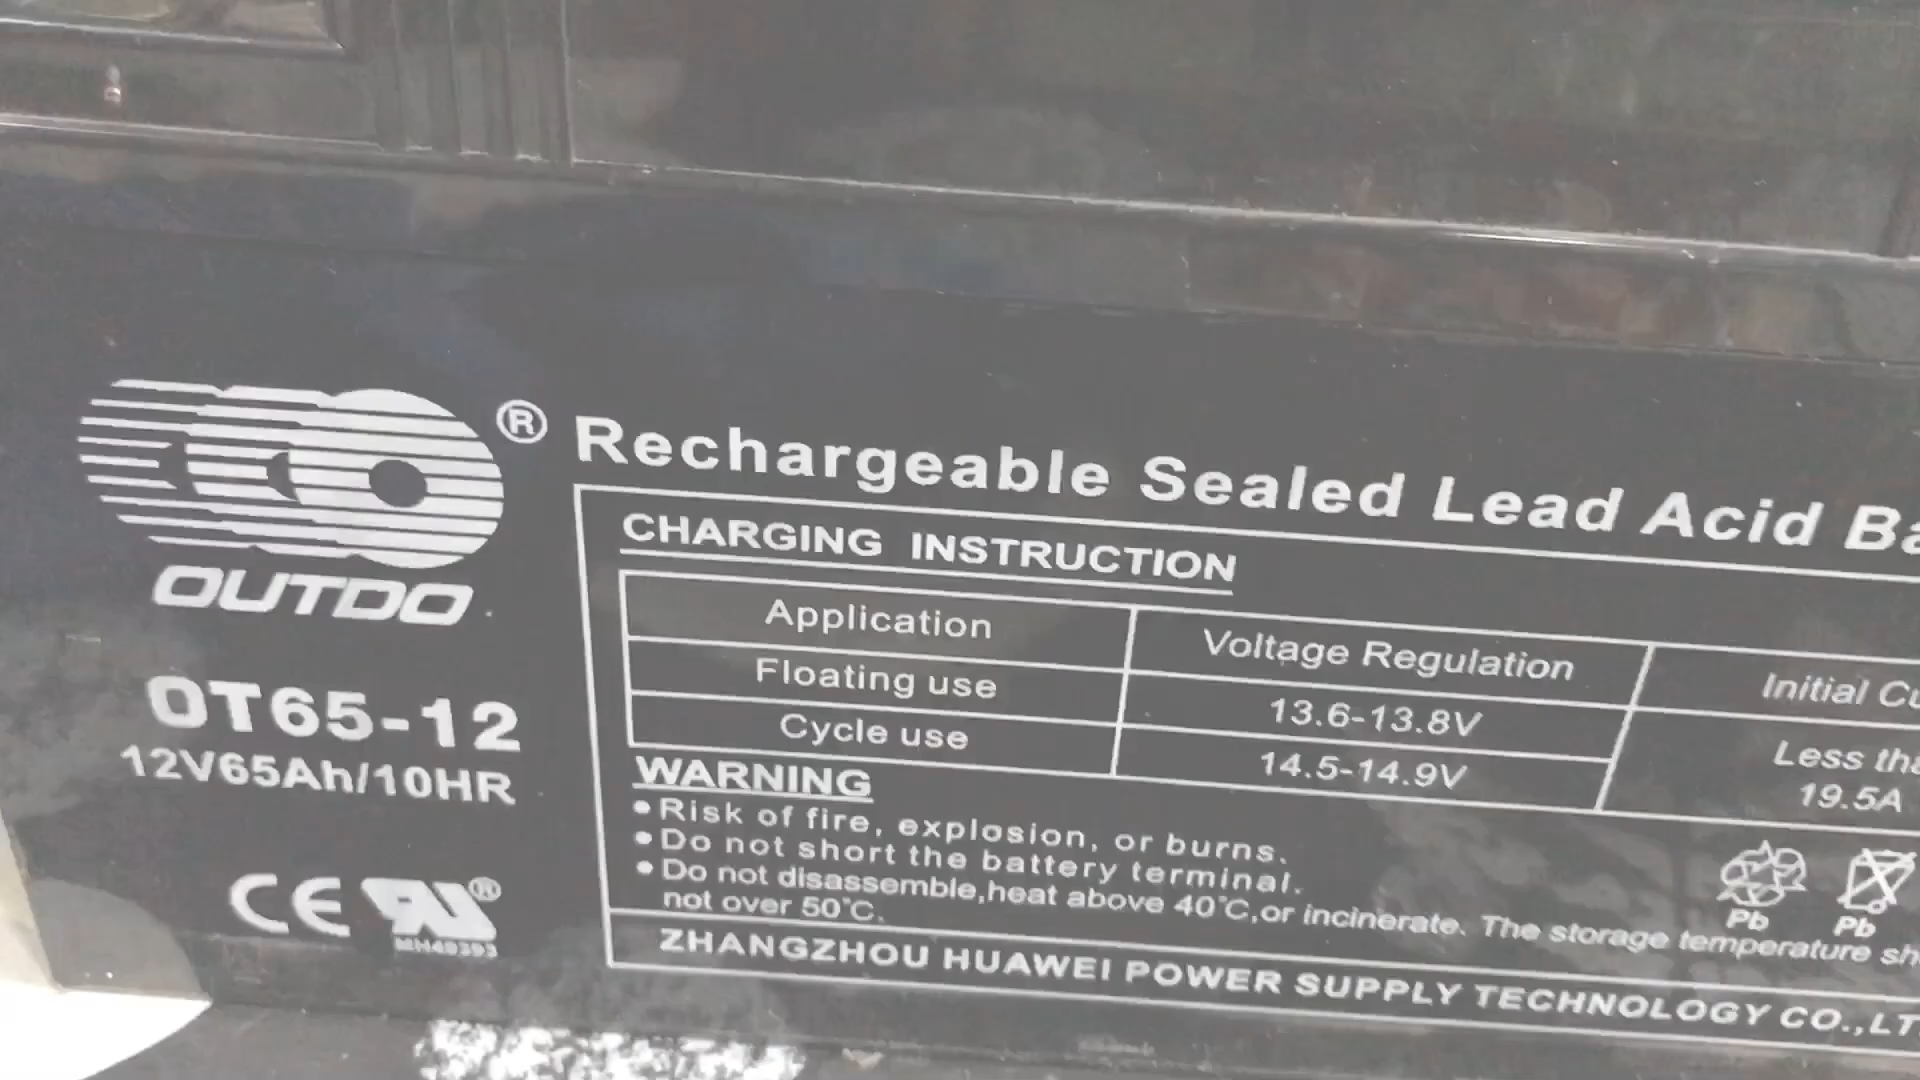 ®
Rechargeable Sealed Lead Acid Ba
OUTDO
OT65-12
12V65Ah/10HR
CE
®
MH49393
CHARGING INSTRUCTION
Application Voltage Regulation Initial Cu
Floating use 13.6-13.8V Less tha
Cycle use 14.5-14.9V 19.5A
WARNING
•Risk of fire, explosion, or burns.
•Do not short the battery terminal.
•Do not disassemble,heat above 40°C,or incinerate. The storage temperature sh
not over 50°C.
Pb Pb
ZHANGZHOU HUAWEI POWER SUPPLY TECHNOLOGY CO.,LT